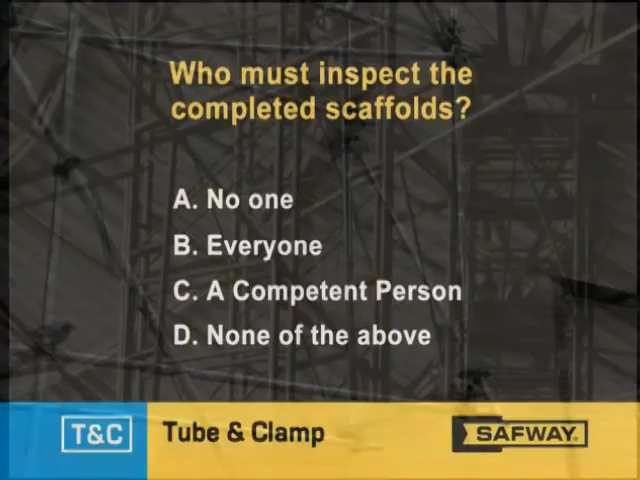 Who must inspect the
completed scaffolds?
A. No one
B. Everyone
C. A Competent Person
D. None of the above
T&C
Tube & Clamp
SAFWAY®